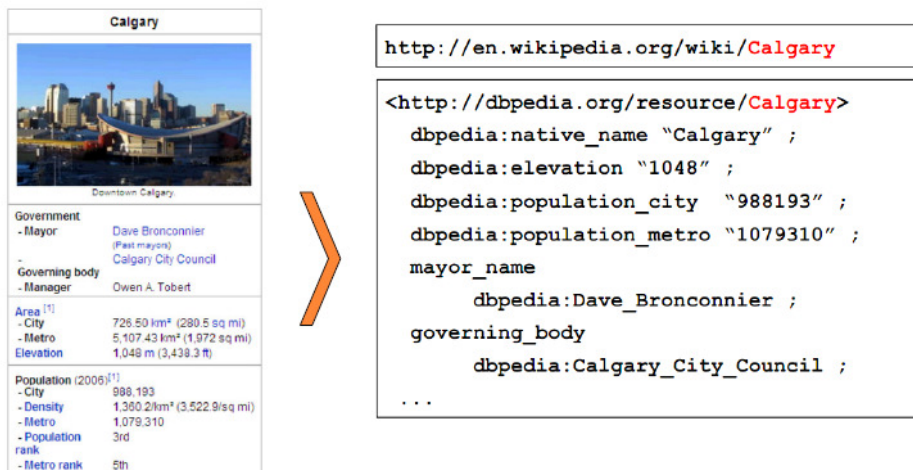 Calgary
Downtown Calgary.
Government
- Mayor Dave Bronconnier
(Past mayors)
- Calgary City Council
Governing body
- Manager Owen A. Tobert
Area [1]
- City 726.50 km² (280.5 sq mi)
- Metro 5,107.43 km² (1,972 sq mi)
Elevation 1,048 m (3,438.3 ft)
Population (2006)[1]
- City 988,193
- Density 1,360.2/km² (3,522.9/sq mi)
- Metro 1,079,310
- Population 3rd
rank
- Metro rank 5th
http://en.wikipedia.org/wiki/Calgary
<http://dbpedia.org/resource/Calgary>
dbpedia:native_name “Calgary” ;
dbpedia:elevation “1048” ;
dbpedia:population_city “988193” ;
dbpedia:population_metro “1079310” ;
mayor_name
dbpedia:Dave_Bronconnier ;
governing_body
dbpedia:Calgary_City_Council ;
...